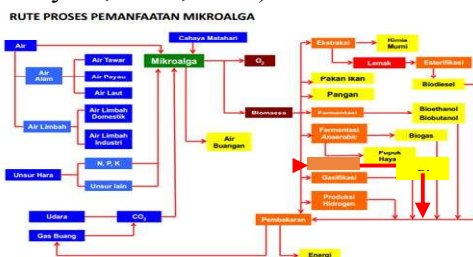 RUTE PROSES PEMANFAATAN MIKROALGA
Air
Cahaya Matahari
Air Alam
Air Tawar
Air Payau
Air Laut
Air Limbah
Air Limbah Domestik
Air Limbah Industri
Unsur Hara
N, P, K
Unsur lain
Udara
CO₂
Gas Buang
Mikroalga
O₂
Biomassa
Air Buangan
Ekstraksi
Kimia Murni
Lemak
Esterifikasi
Biodiesel
Pakan Ikan
Pangan
Fermentasi
Bioethanol
Biobutanol
Fermentasi Anaerobir
Biogas
Pupuk
Haya
Gasifikasi
Produksi Hidrogen
Pembakaran
Energi